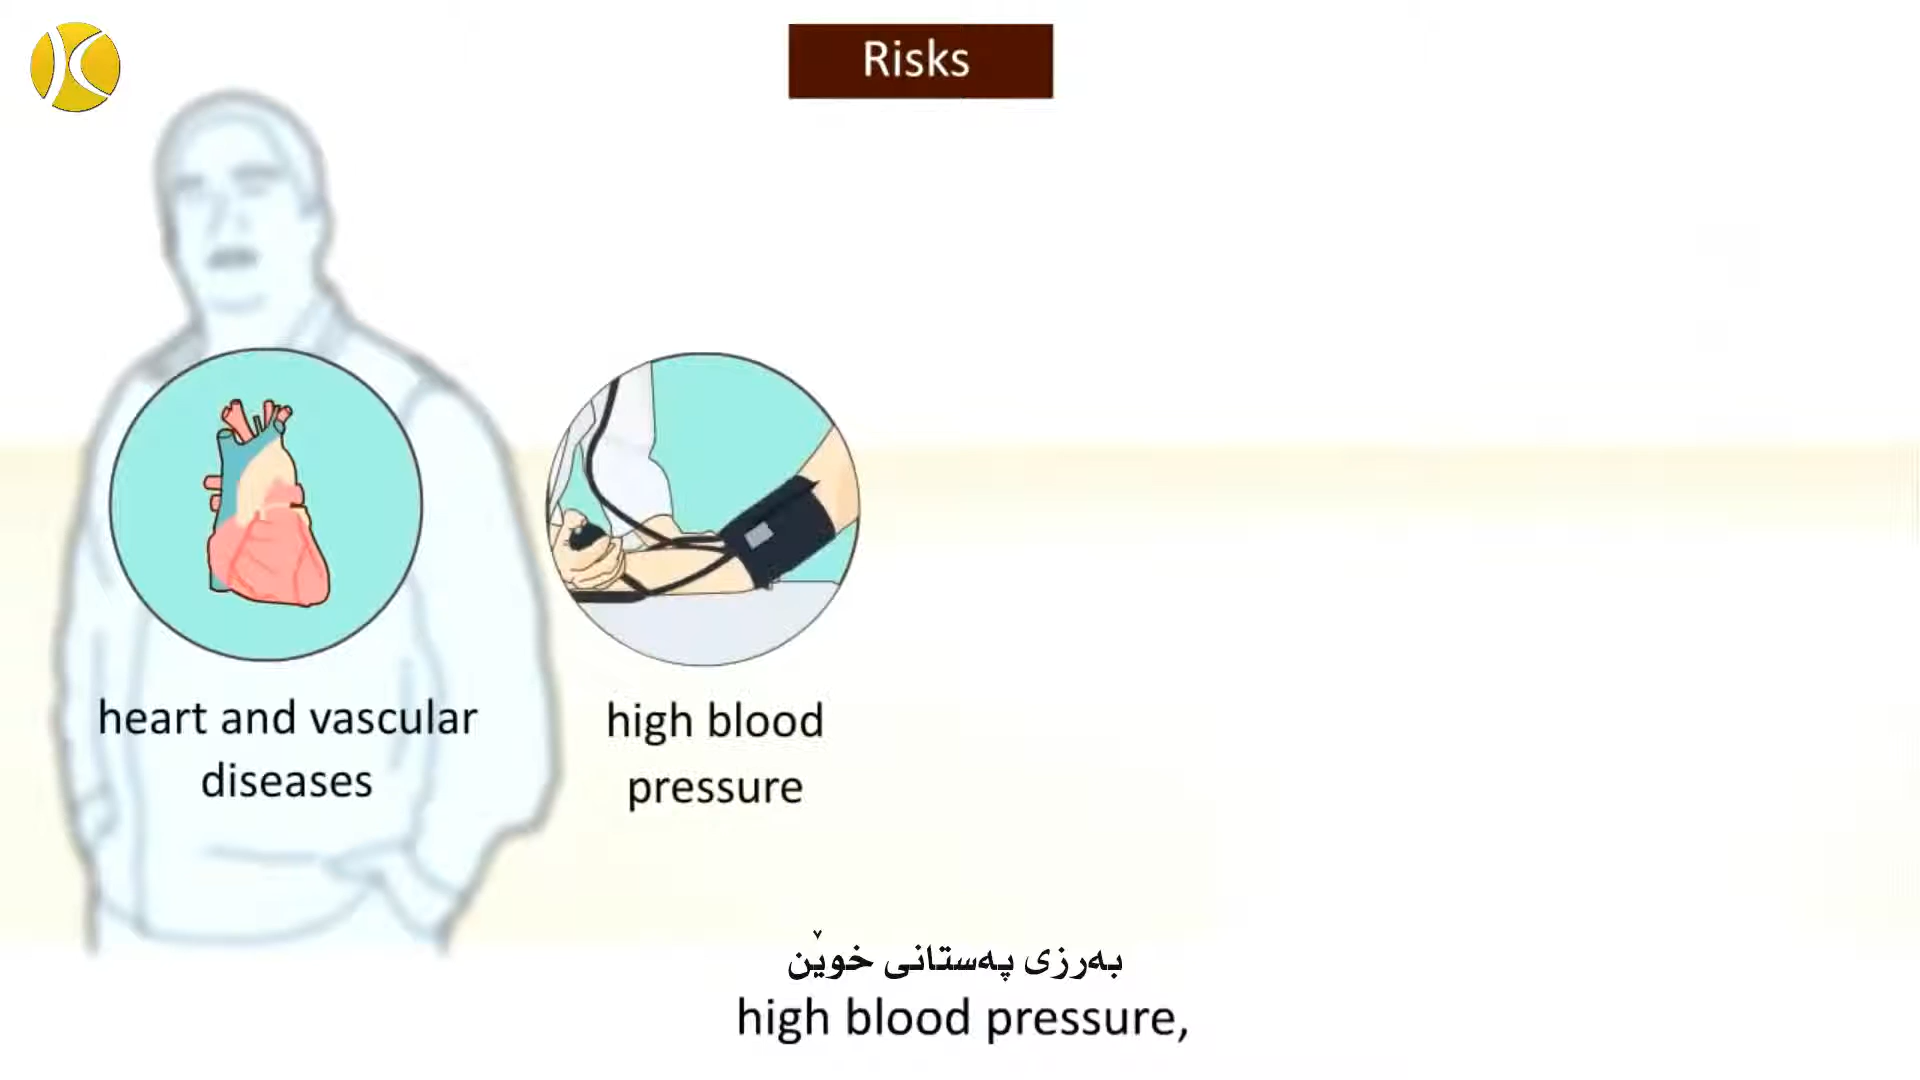 Risks
heart and vascular
diseases
high blood
pressure
بەرزی پەستانی خوێن
high blood pressure,